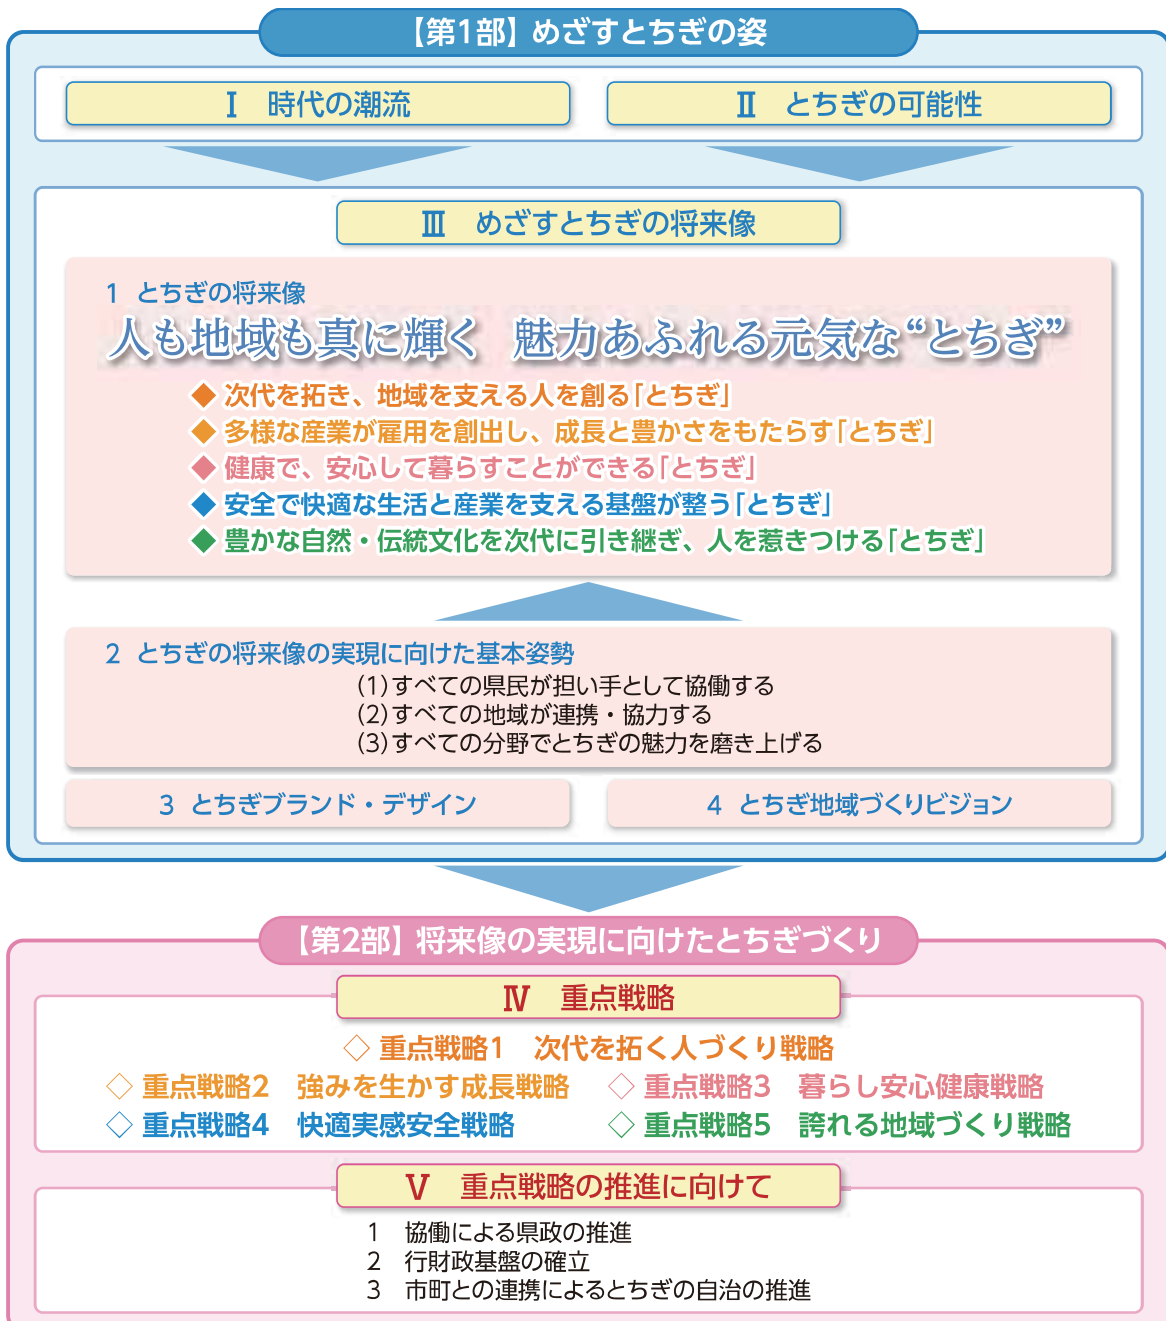 【第1部】めざすとちぎの姿
Ⅰ 時代の潮流
Ⅱ とちぎの可能性
Ⅲ めざすとちぎの将来像
1 とちぎの将来像
人も地域も真に輝く 魅力あふれる元気な“とちぎ”
◆ 次代を拓き、地域を支える人を創る「とちぎ」
◆ 多様な産業が雇用を創出し、成長と豊かさをもたらす「とちぎ」
◆ 健康で、安心して暮らすことができる「とちぎ」
◆ 安全で快適な生活と産業を支える基盤が整う「とちぎ」
◆ 豊かな自然・伝統文化を次代に引き継ぎ、人を惹きつける「とちぎ」
2 とちぎの将来像の実現に向けた基本姿勢
(1)すべての県民が担い手として協働する
(2)すべての地域が連携・協力する
(3)すべての分野でとちぎの魅力を磨き上げる
3 とちぎブランド・デザイン
4 とちぎ地域づくりビジョン
【第2部】将来像の実現に向けたとちぎづくり
Ⅳ 重点戦略
◇ 重点戦略1 次代を拓く人づくり戦略
◇ 重点戦略2 強みを生かす成長戦略
◇ 重点戦略3 暮らし安心健康戦略
◇ 重点戦略4 快適実感安全戦略
◇ 重点戦略5 誇れる地域づくり戦略
Ⅴ 重点戦略の推進に向けて
1 協働による県政の推進
2 行財政基盤の確立
3 市町との連携によるとちぎの自治の推進